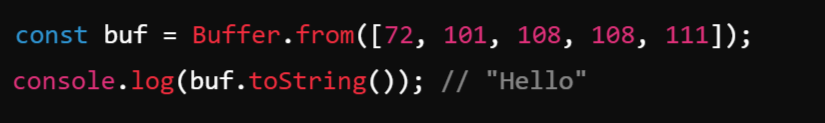 const buf = Buffer.from([72, 101, 108, 108, 111]);
console.log(buf.toString()); // "Hello"